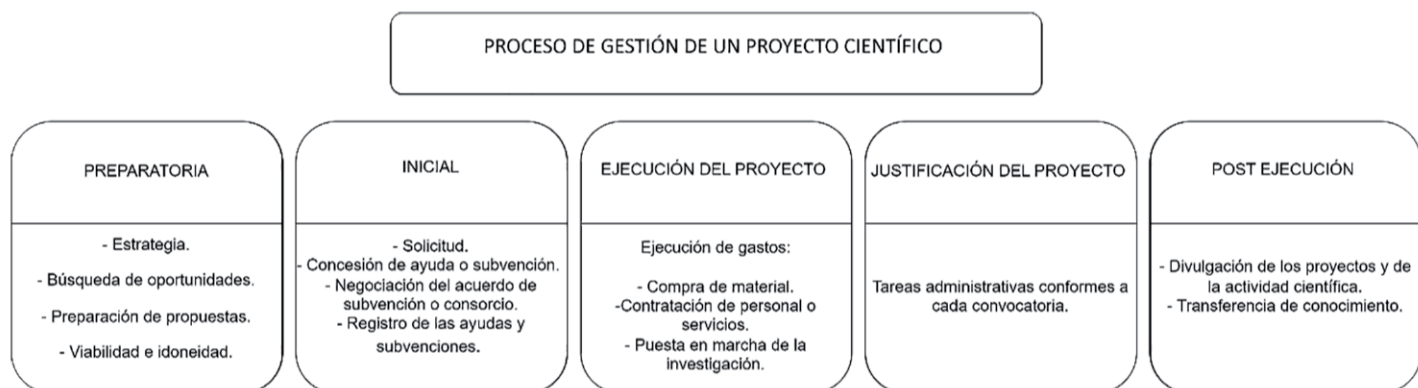 PROCESO DE GESTIÓN DE UN PROYECTO CIENTÍFICO
PREPARATORIA
- Estrategia.
- Búsqueda de oportunidades.
- Preparación de propuestas.
- Viabilidad e idoneidad.
INICIAL
- Solicitud.
- Concesión de ayuda o subvención.
- Negociación del acuerdo de
subvención o consorcio.
- Registro de las ayudas y
subvenciones.
EJECUCIÓN DEL PROYECTO
Ejecución de gastos:
- Compra de material.
-Contratación de personal o
servicios.
- Puesta en marcha de la
investigación.
JUSTIFICACIÓN DEL PROYECTO
Tareas administrativas conformes a
cada convocatoria.
POST EJECUCIÓN
- Divulgación de los proyectos y de
la actividad científica.
- Transferencia de conocimiento.